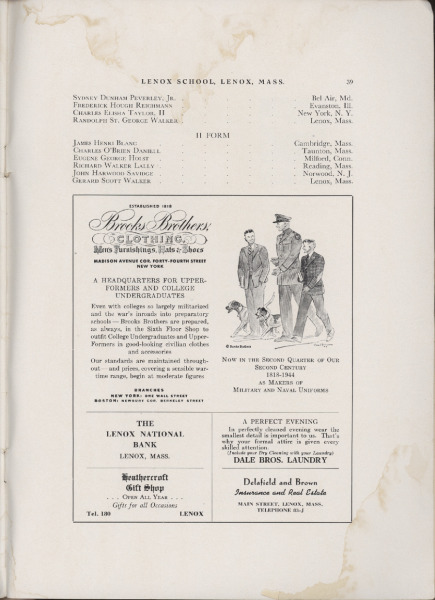 LENOX SCHOOL, LENOX, MASS. 39
SYDNEY DUNHAM PEVERLEY, JR. . . . . . Bel Air, Md.
FREDERICK HOUGH REICHMANN . . . . . Evanston, Ill.
CHARLES ELISHA TAYLOR, II . . . . . New York, N. Y.
RANDOLPH ST. GEORGE WALKER . . . . . Lenox, Mass.
II FORM
JAMES HENRI BLANC . . . . . Cambridge, Mass.
CHARLES O'BRIEN DANIELL . . . . . Taunton, Mass.
EUGENE GEORGE HOUST . . . . . Milford, Conn.
RICHARD WALKER LALLY . . . . . Reading, Mass.
JOHN HARWOOD SAVIDGE . . . . . Norwood, N. J.
GERARD SCOTT WALKER . . . . . Lenox, Mass.
ESTABLISHED 1818
Brooks Brothers,
CLOTHING,
Mens Furnishings, Hats & Shoes
MADISON AVENUE COR. FORTY-FOURTH STREET
NEW YORK
A HEADQUARTERS FOR UPPER-
FORMERS AND COLLEGE
UNDERGRADUATES
Even with colleges so largely militarized
and the war's inroads into preparatory
schools — Brooks Brothers are prepared,
as always, in the Sixth Floor Shop to
outfit College Undergraduates and Upper-
Formers in good-looking civilian clothes
and accessories
Our standards are maintained through-
out — and prices, covering a sensible war-
time range, begin at moderate figures
BRANCHES
NEW YORK: ONE WALL STREET
BOSTON: NEWBURY COR. BERKELEY STREET
© Brooks Brothers
NOW IN THE SECOND QUARTER OF OUR
SECOND CENTURY
1818-1944
AS MAKERS OF
MILITARY AND NAVAL UNIFORMS
THE
LENOX NATIONAL
BANK
LENOX, MASS.
A PERFECT EVENING
In perfectly cleaned evening wear the
smallest detail is important to us. That's
why your formal attire is given every
skilled attention.
(Include your Dry Cleaning with your Laundry)
DALE BROS. LAUNDRY
Heathercroft
Gift Shop
. . . OPEN ALL YEAR . . .
Gifts for all Occasions
Tel. 180 LENOX
Delafield and Brown
Insurance and Real Estate
MAIN STREET, LENOX, MASS.
TELEPHONE 85-J